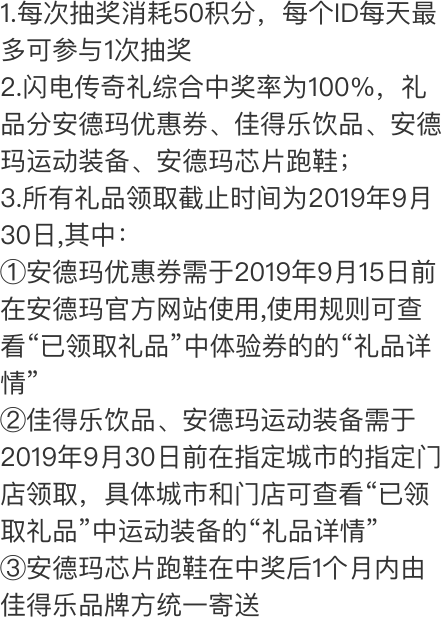 1.每次抽奖消耗50积分，每个ID每天最
多可参与1次抽奖
2.闪电传奇礼综合中奖率为100%，礼
品分安德玛优惠券、佳得乐饮品、安德
玛运动装备、安德玛芯片跑鞋；
3.所有礼品领取截止时间为2019年9月
30日,其中：
①安德玛优惠券需于2019年9月15日前
在安德玛官方网站使用,使用规则可查
看“已领取礼品”中体验券的的“礼品详
情”
②佳得乐饮品、安德玛运动装备需于
2019年9月30日前在指定城市的指定门
店领取，具体城市和门店可查看“已领
取礼品”中运动装备的“礼品详情”
③安德玛芯片跑鞋在中奖后1个月内由
佳得乐品牌方统一寄送